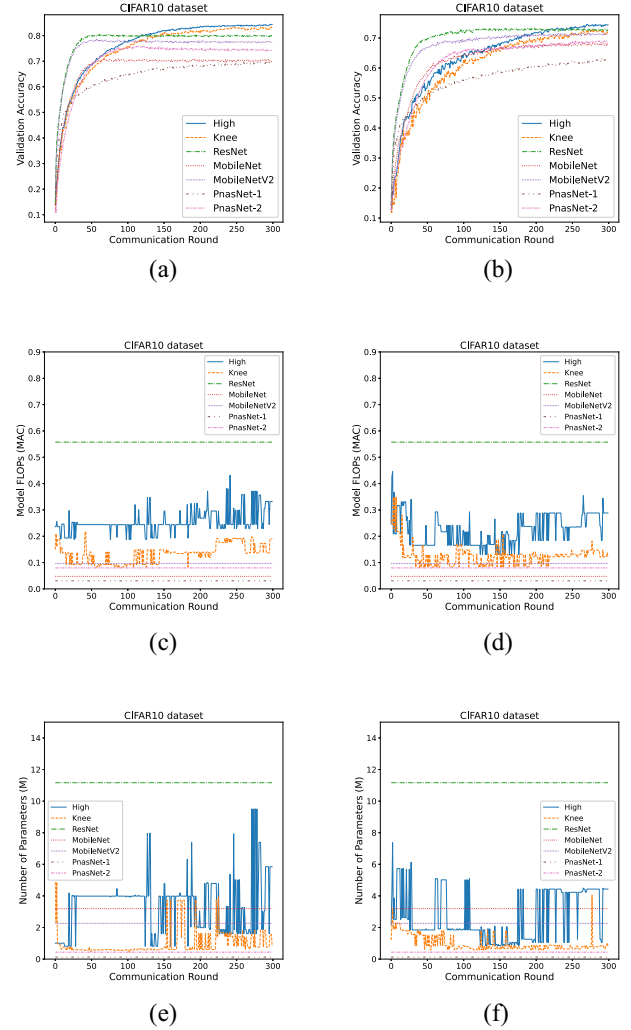 CIFAR10 dataset
Validation Accuracy
0.8
0.7
0.6
0.5
0.4
0.3
0.2
0.1
High
Knee
ResNet
MobileNet
MobileNetV2
PnasNet-1
PnasNet-2
0 50 100 150 200 250 300
Communication Round
(a)
CIFAR10 dataset
Validation Accuracy
0.7
0.6
0.5
0.4
0.3
0.2
0.1
High
Knee
ResNet
MobileNet
MobileNetV2
PnasNet-1
PnasNet-2
0 50 100 150 200 250 300
Communication Round
(b)
CIFAR10 dataset
Model FLOPs (MAC)
0.9
0.8
0.7
0.6
0.5
0.4
0.3
0.2
0.1
0.0
High
Knee
ResNet
MobileNet
MobileNetV2
PnasNet-1
PnasNet-2
0 50 100 150 200 250 300
Communication Round
(c)
CIFAR10 dataset
Model FLOPs (MAC)
0.9
0.8
0.7
0.6
0.5
0.4
0.3
0.2
0.1
0.0
High
Knee
ResNet
MobileNet
MobileNetV2
PnasNet-1
PnasNet-2
0 50 100 150 200 250 300
Communication Round
(d)
CIFAR10 dataset
Number of Parameters (M)
14
12
10
8
6
4
2
0
High
Knee
ResNet
MobileNet
MobileNetV2
PnasNet-1
PnasNet-2
0 50 100 150 200 250 300
Communication Round
(e)
CIFAR10 dataset
Number of Parameters (M)
14
12
10
8
6
4
2
0
High
Knee
ResNet
MobileNet
MobileNetV2
PnasNet-1
PnasNet-2
0 50 100 150 200 250 300
Communication Round
(f)